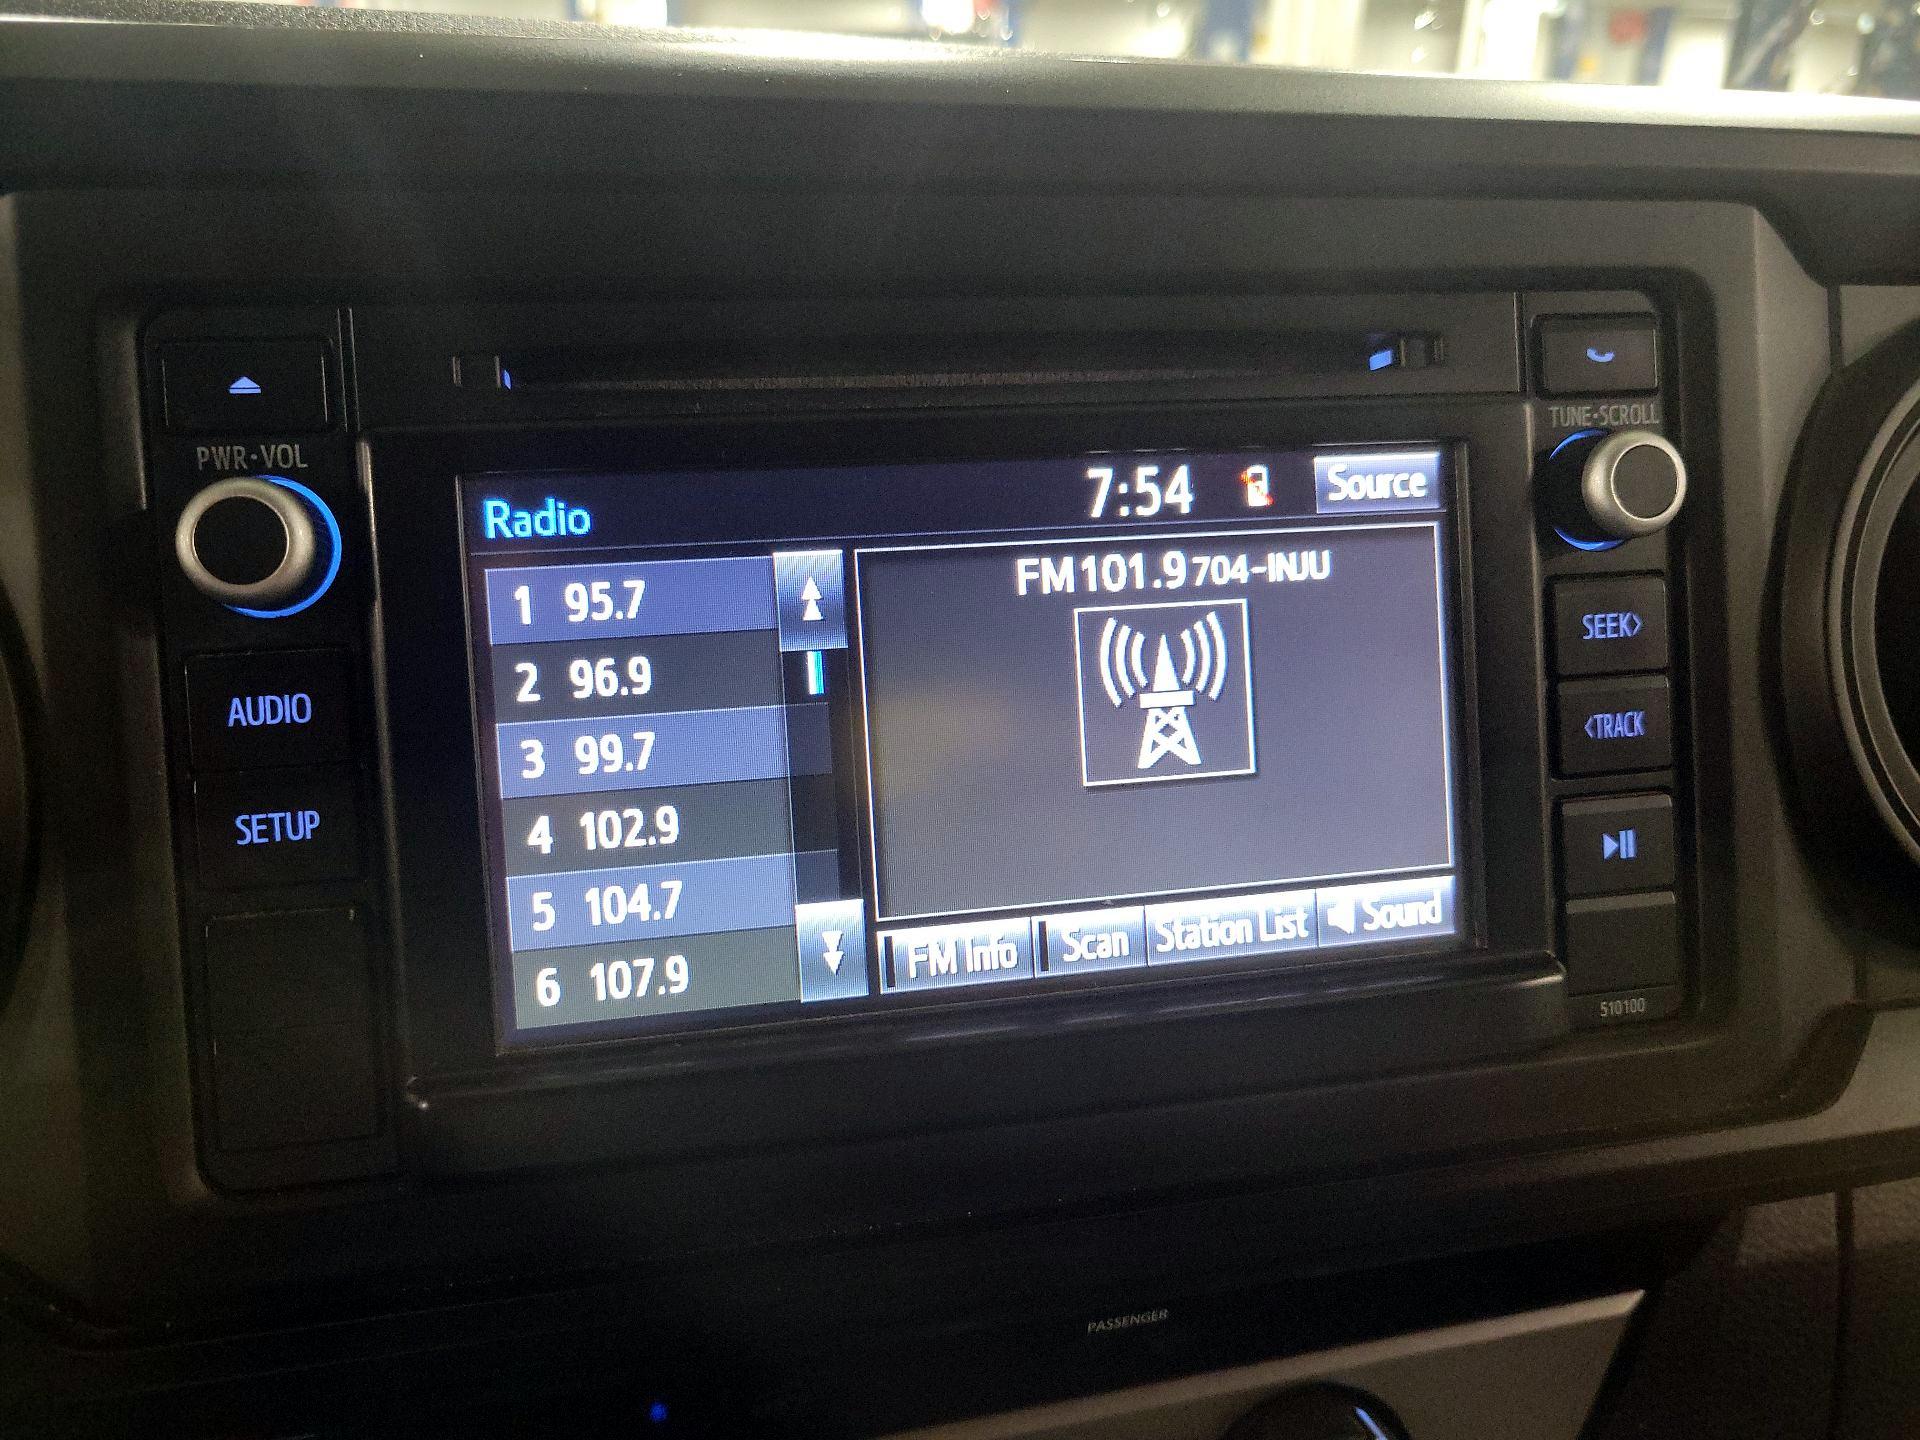 PWR•VOL
AUDIO
SETUP
TUNE•SCROLL
Radio
7:54
Source
1 95.7
2 96.9
3 99.7
4 102.9
5 104.7
6 107.9
FM 101.9 704-INJU
FM Info
Scan
Station List
Sound
SEEK>
<TRACK
510100
PASSENGER